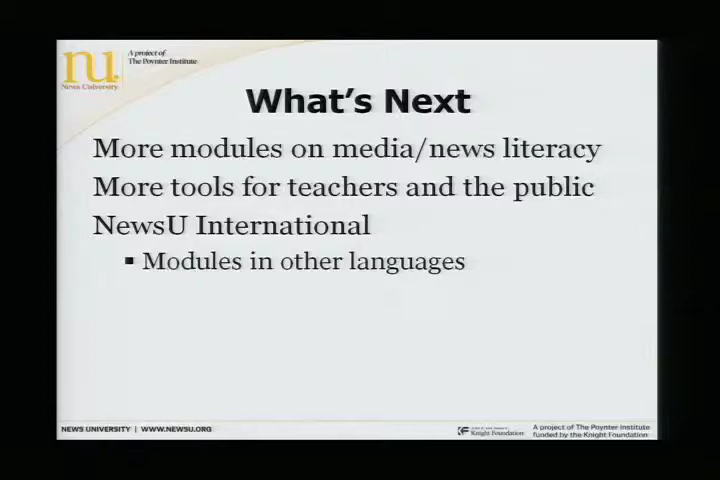 nu.
News University
A project of
The Poynter Institute
What's Next
More modules on media/news literacy
More tools for teachers and the public
NewsU International
▪ Modules in other languages
NEWS UNIVERSITY | WWW.NEWSU.ORG
Knight Foundation
A project of The Poynter Institute
funded by the Knight Foundation